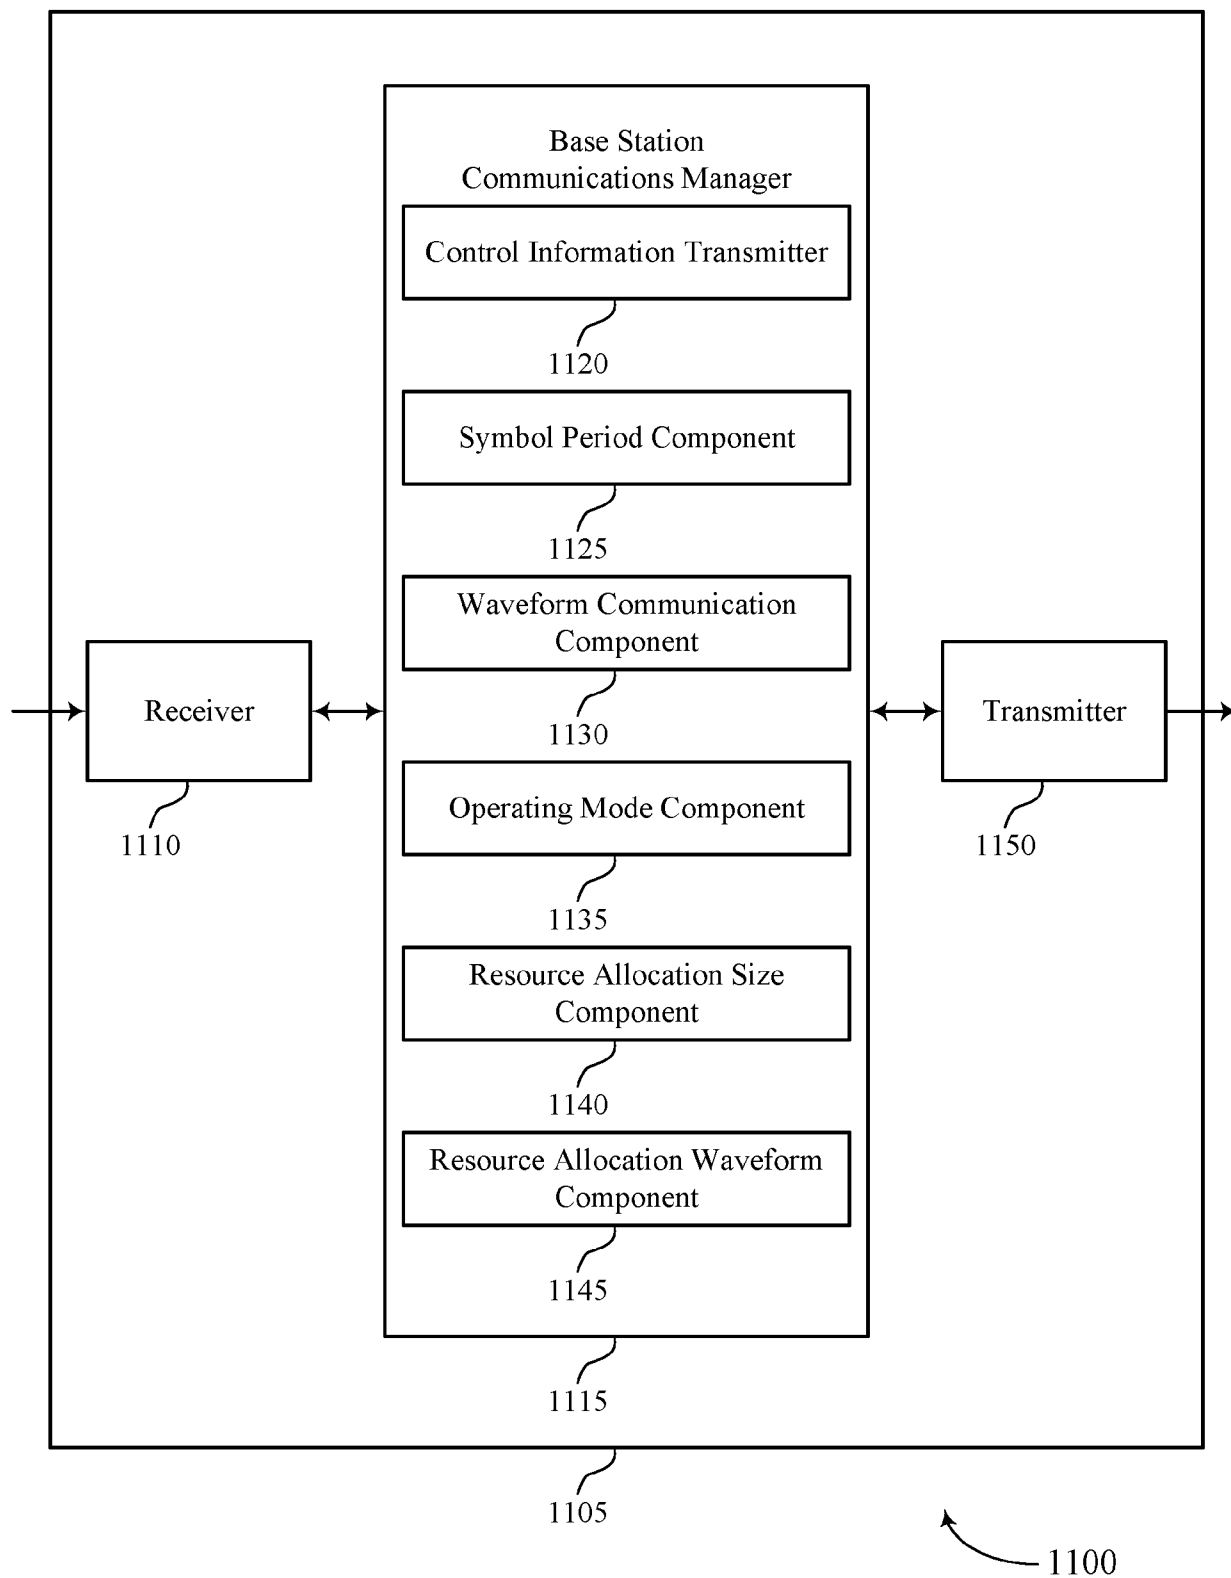 Base Station
Communications Manager
Control Information Transmitter
1120
Symbol Period Component
1125
Waveform Communication
Component
1130
Receiver
1110
Transmitter
1150
Operating Mode Component
1135
Resource Allocation Size
Component
1140
Resource Allocation Waveform
Component
1145
1115
1105
1100